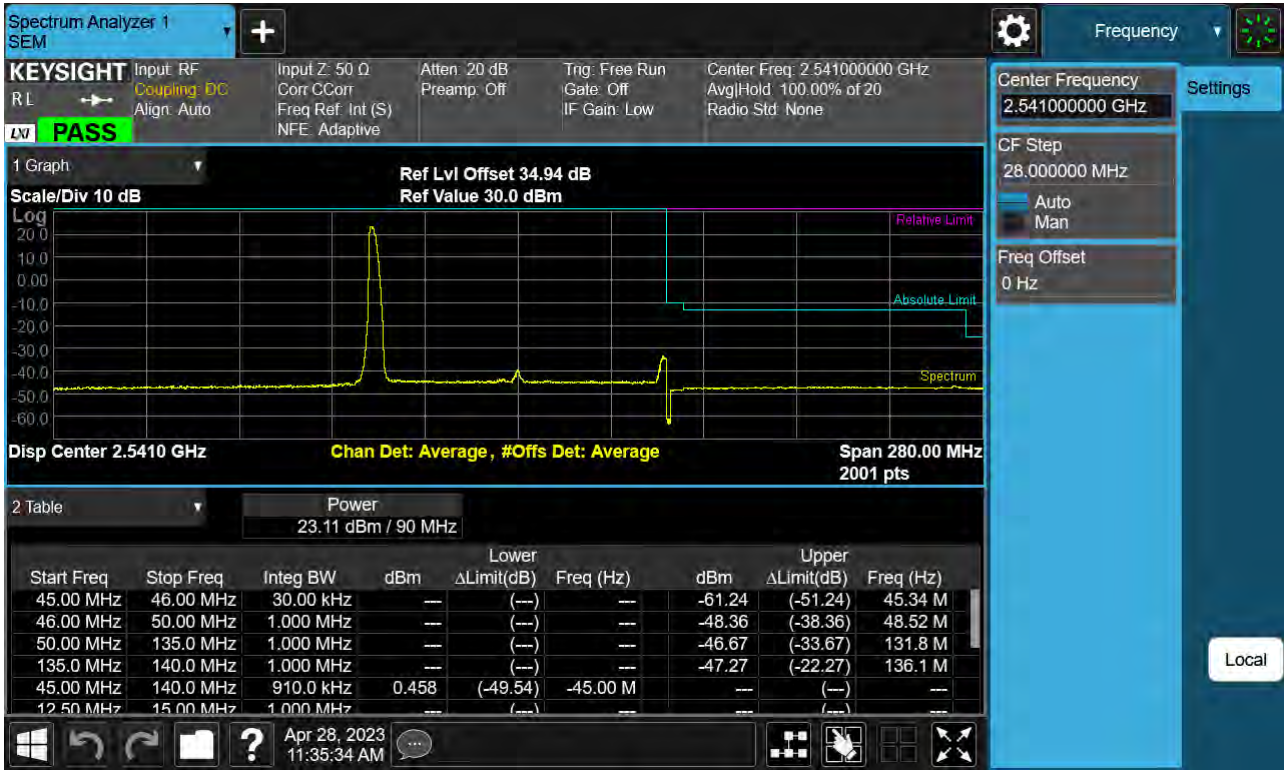 Spectrum Analyzer 1
SEM
Frequency
KEYSIGHT
RL
LXI
PASS
Input: RF
Coupling: DC
Align: Auto
Input Z: 50 Ω
Corr CCorr
Freq Ref: Int (S)
NFE: Adaptive
Atten: 20 dB
Preamp: Off
Trig: Free Run
Gate: Off
IF Gain: Low
Center Freq: 2.541000000 GHz
Avg|Hold: 100.00% of 20
Radio Std: None
Center Frequency
2.541000000 GHz
Settings
CF Step
28.000000 MHz
Auto
Man
Freq Offset
0 Hz
1 Graph
Scale/Div 10 dB
Ref Lvl Offset 34.94 dB
Ref Value 30.0 dBm
Log
20.0
10.0
0.00
-10.0
-20.0
-30.0
-40.0
-50.0
-60.0
Relative Limit
Absolute Limit
Spectrum
Disp Center 2.5410 GHz
Chan Det: Average , #Offs Det: Average
Span 280.00 MHz
2001 pts
2 Table
Power
23.11 dBm / 90 MHz
Lower Upper
Start Freq Stop Freq Integ BW dBm ΔLimit(dB) Freq (Hz) dBm ΔLimit(dB) Freq (Hz)
45.00 MHz 46.00 MHz 30.00 kHz --- (---) --- -61.24 (-51.24) 45.34 M
46.00 MHz 50.00 MHz 1.000 MHz --- (---) --- -48.36 (-38.36) 48.52 M
50.00 MHz 135.0 MHz 1.000 MHz --- (---) --- -46.67 (-33.67) 131.8 M
135.0 MHz 140.0 MHz 1.000 MHz --- (---) --- -47.27 (-22.27) 136.1 M
45.00 MHz 140.0 MHz 910.0 kHz 0.458 (-49.54) -45.00 M --- (---) ---
12.50 MHz 15.00 MHz 1.000 MHz --- (---) --- --- (---) ---
Local
?
Apr 28, 2023
11:35:34 AM